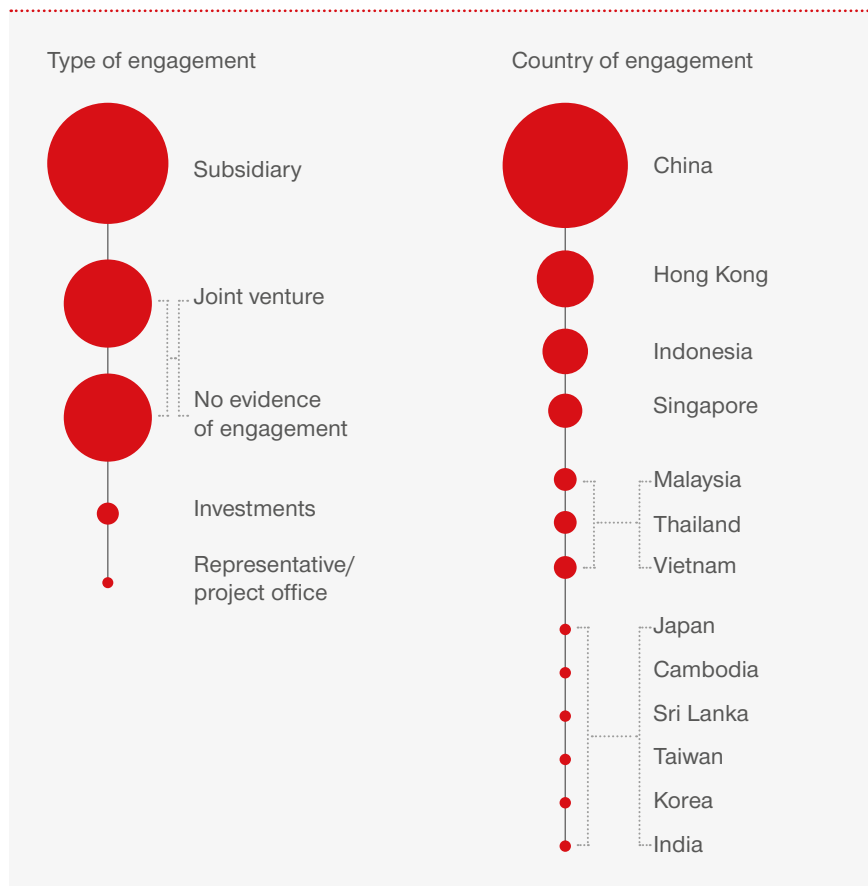 Type of engagement
Subsidiary
Joint venture
No evidence
of engagement
Investments
Representative/
project office
Country of engagement
China
Hong Kong
Indonesia
Singapore
Malaysia
Thailand
Vietnam
Japan
Cambodia
Sri Lanka
Taiwan
Korea
India